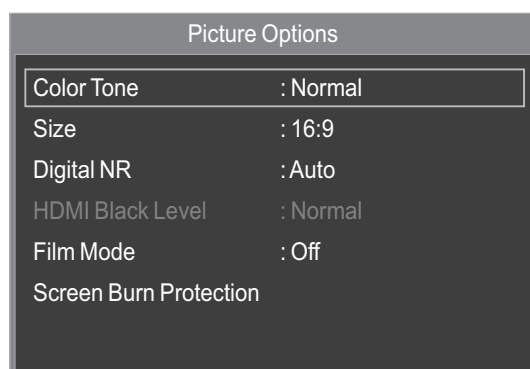 Picture Options
Color Tone : Normal
Size : 16:9
Digital NR : Auto
HDMI Black Level : Normal
Film Mode : Off
Screen Burn Protection